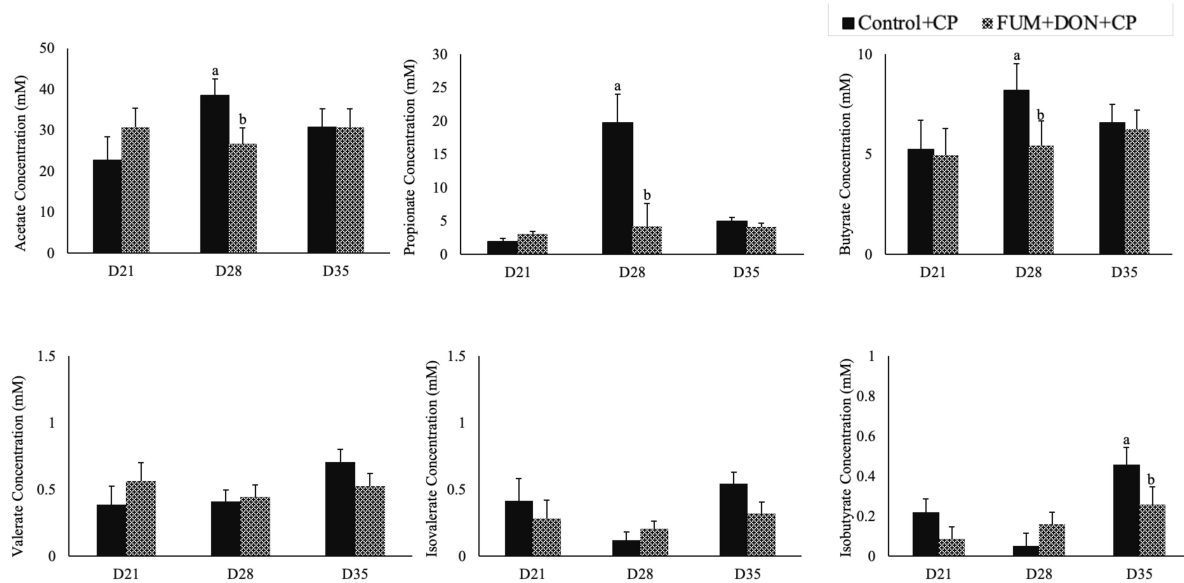 Control+CP FUM+DON+CP
Acetate Concentration (mM)
50
40
30
20
10
0
a
b
D21 D28 D35
Propionate Concentration (mM)
30
25
20
15
10
5
0
a
b
D21 D28 D35
Butyrate Concentration (mM)
10
5
0
a
b
D21 D28 D35
Valerate Concentration (mM)
1.5
1
0.5
0
D21 D28 D35
Isovalerate Concentration (mM)
1.5
1
0.5
0
D21 D28 D35
Isobutyrate Concentration (mM)
1
0.8
0.6
0.4
0.2
0
a
b
D21 D28 D35